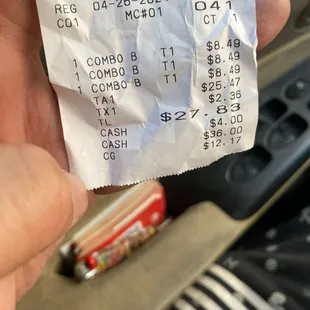 REG 04-28-202
C01 MC#01 041
CT 1
1 COMBO B T1 $8.49
1 COMBO B T1 $8.49
1 COMBO B T1 $8.49
TA1 $25.47
TX1 $2.36
TL $27.83
CASH $4.00
CASH $36.00
CG $12.17